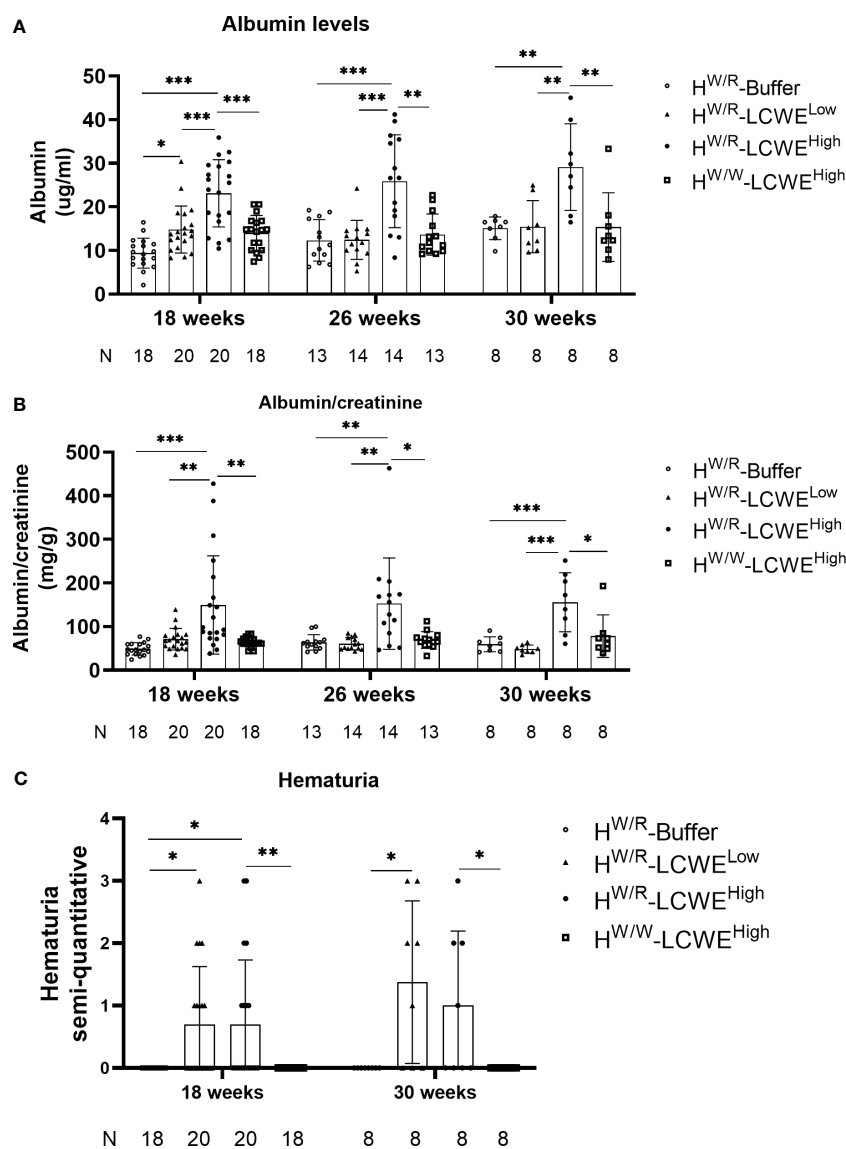 A
Albumin levels
Albumin
(ug/ml)
50
40
30
20
10
0
***
***
***
*
***
***
**
**
**
**
18 weeks
26 weeks
30 weeks
N 18 20 20 18 13 14 14 13 8 8 8 8
H^W/R-Buffer
H^W/R-LCWE^Low
H^W/R-LCWE^High
H^W/W-LCWE^High
B
Albumin/creatinine
Albumin/creatinine
(mg/g)
500
400
300
200
100
0
***
**
**
**
**
*
***
***
*
18 weeks
26 weeks
30 weeks
N 18 20 20 18 13 14 14 13 8 8 8 8
H^W/R-Buffer
H^W/R-LCWE^Low
H^W/R-LCWE^High
H^W/W-LCWE^High
C
Hematuria
Hematuria
semi-quantitative
4
3
2
1
0
*
*
**
*
*
18 weeks
30 weeks
N 18 20 20 18 8 8 8 8
H^W/R-Buffer
H^W/R-LCWE^Low
H^W/R-LCWE^High
H^W/W-LCWE^High